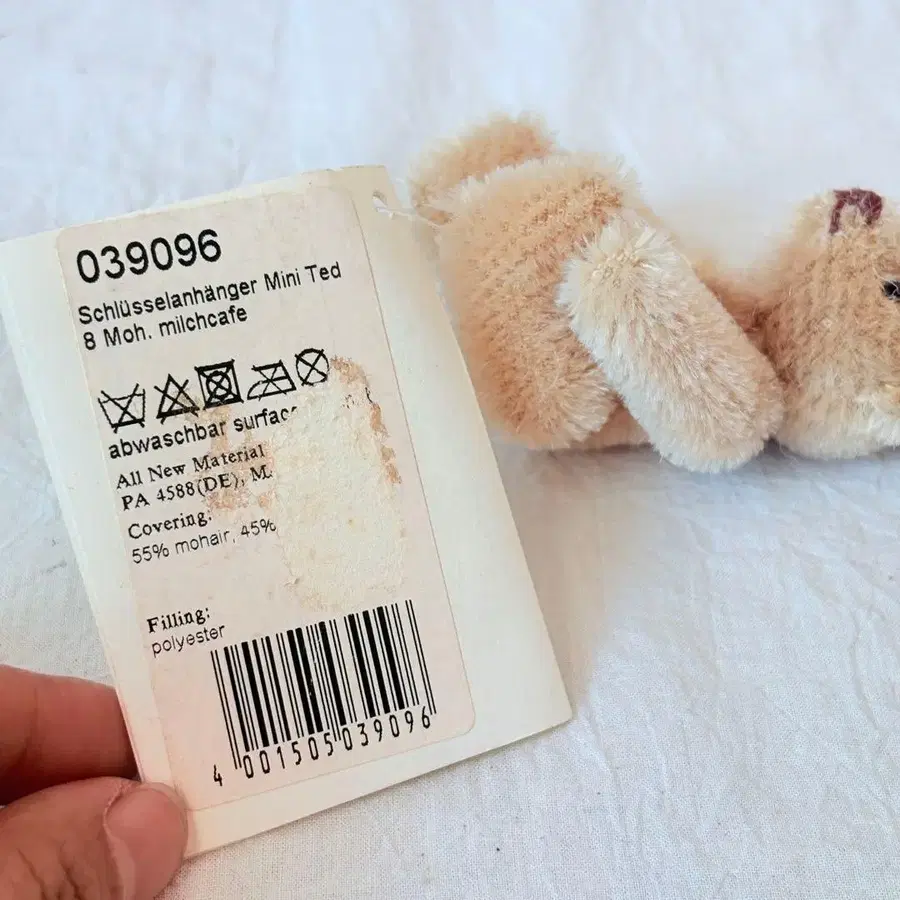 039096
Schlüsselanhänger Mini Ted
8 Moh. milchcafe
abwaschbar surfac
All New Material
PA 4588(DE), M
Covering:
55% mohair, 45%
Filling:
polyester
4 001505 039096